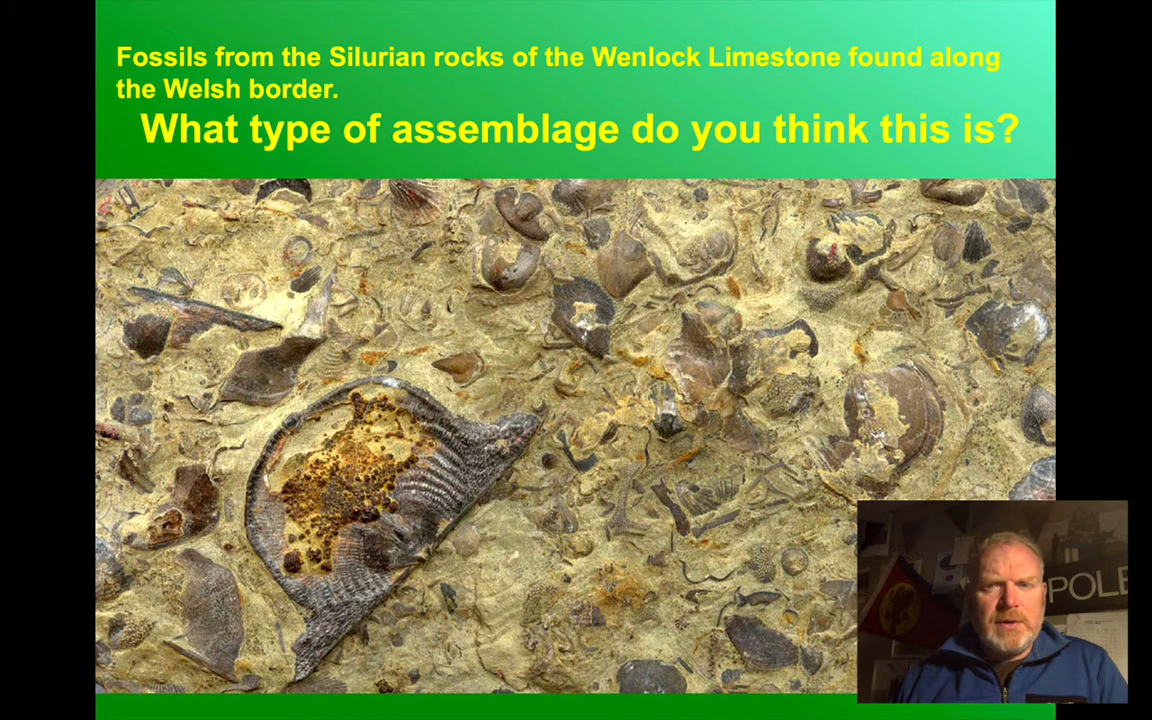 Fossils from the Silurian rocks of the Wenlock Limestone found along
the Welsh border.
What type of assemblage do you think this is?
POLE